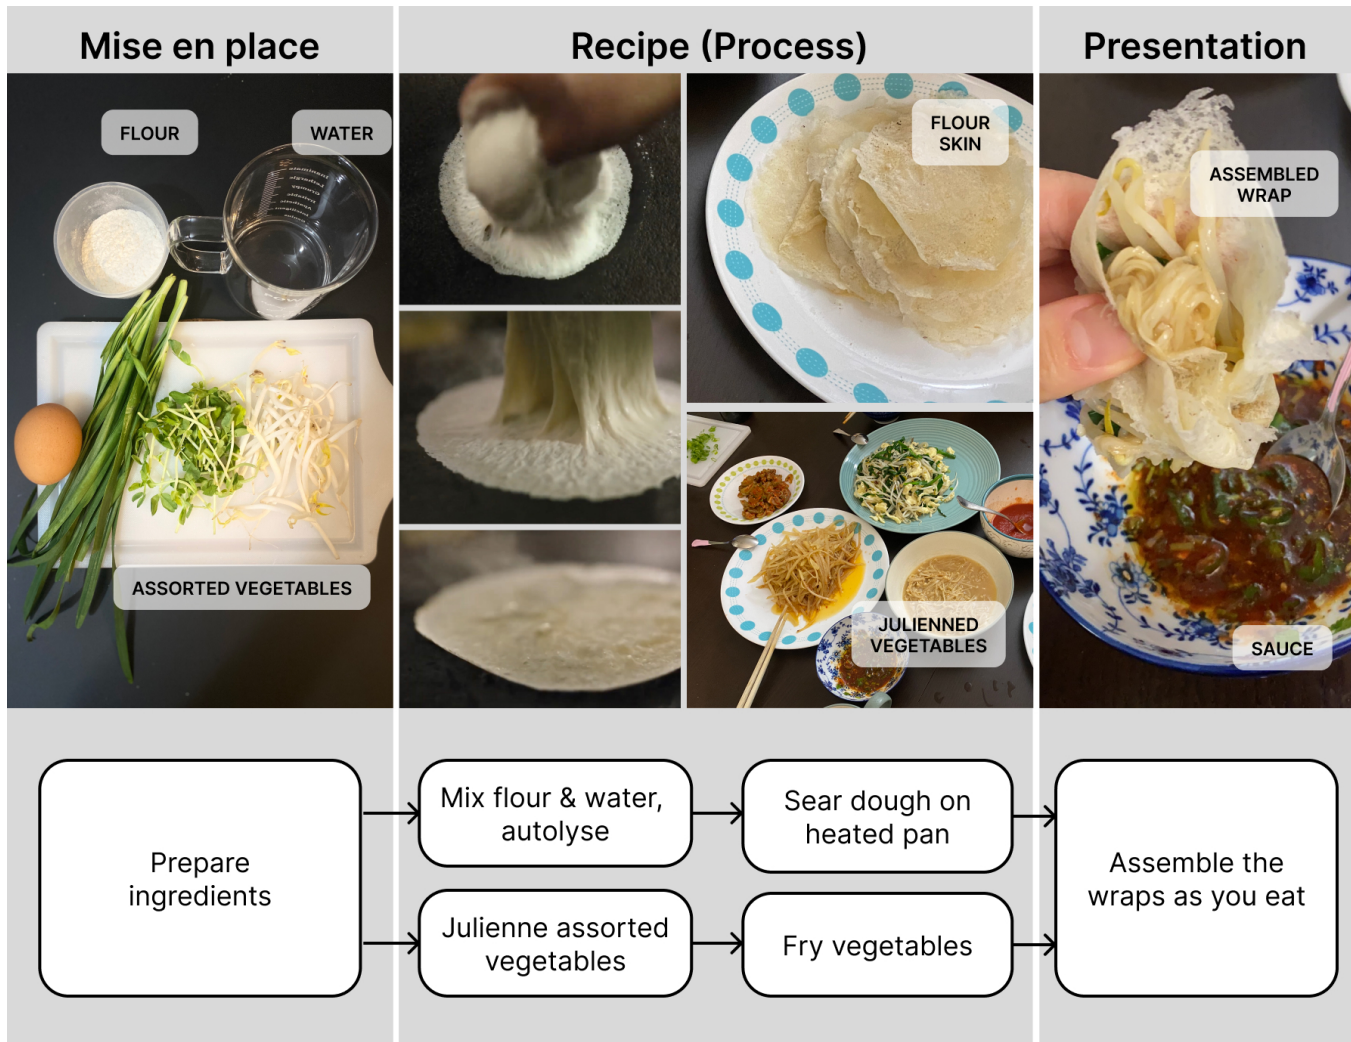 Mise en place
Recipe (Process)
Presentation
FLOUR
WATER
ASSORTED VEGETABLES
FLOUR
SKIN
JULIENNED
VEGETABLES
ASSEMBLED
WRAP
SAUCE
Prepare
ingredients
Mix flour & water,
autolyse
Sear dough on
heated pan
Julienne assorted
vegetables
Fry vegetables
Assemble the
wraps as you eat